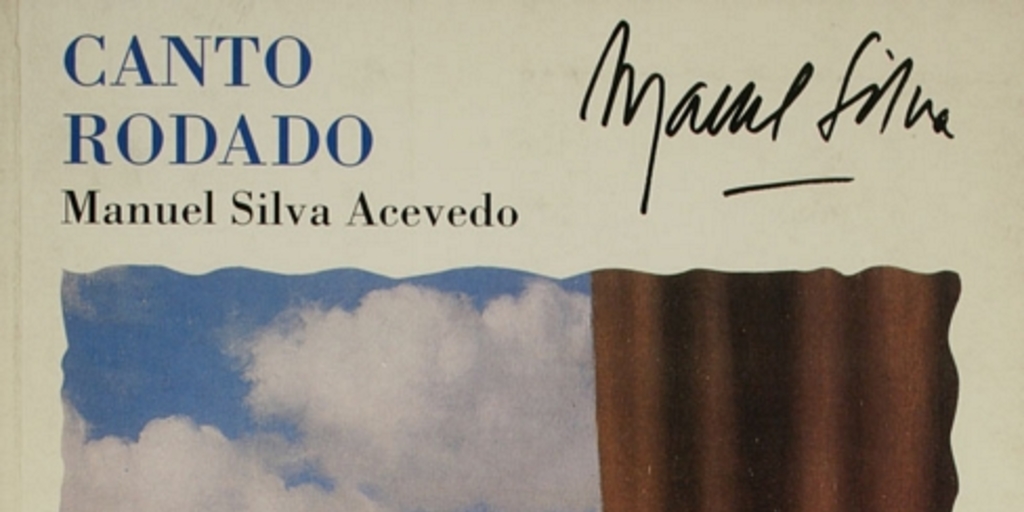 CANTO
RODADO
Manuel Silva Acevedo
Manuel Silva